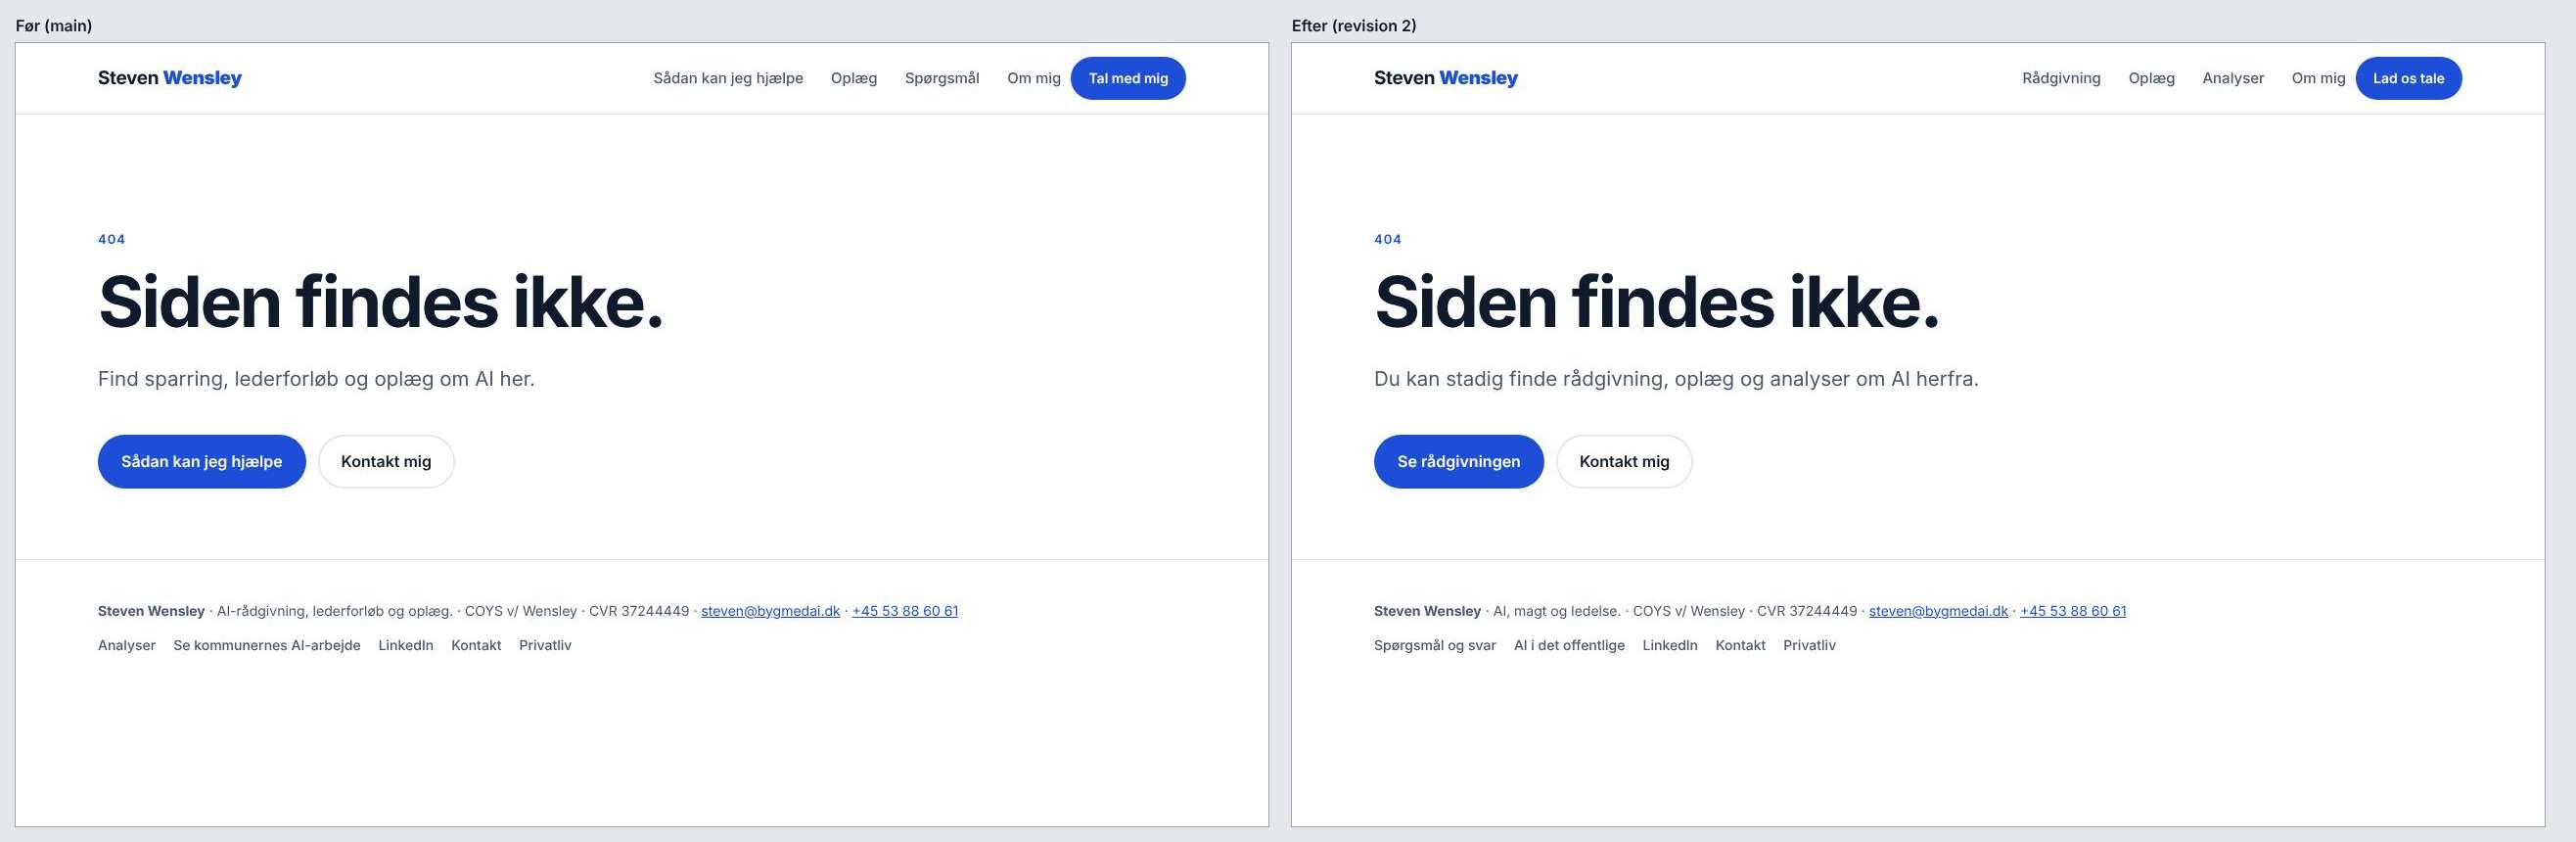 Før (main)
Steven Wensley
Sådan kan jeg hjælpe Oplæg Spørgsmål Om mig Tal med mig
404
Siden findes ikke.
Find sparring, lederforløb og oplæg om AI her.
Sådan kan jeg hjælpe Kontakt mig
Steven Wensley · AI-rådgivning, lederforløb og oplæg. · COYS v/ Wensley · CVR 37244449 · steven@bygmedai.dk · +45 53 88 60 61
Analyser Se kommunernes AI-arbejde LinkedIn Kontakt Privatliv
Efter (revision 2)
Steven Wensley
Rådgivning Oplæg Analyser Om mig Lad os tale
404
Siden findes ikke.
Du kan stadig finde rådgivning, oplæg og analyser om AI herfra.
Se rådgivningen Kontakt mig
Steven Wensley · AI, magt og ledelse. · COYS v/ Wensley · CVR 37244449 · steven@bygmedai.dk · +45 53 88 60 61
Spørgsmål og svar AI i det offentlige LinkedIn Kontakt Privatliv